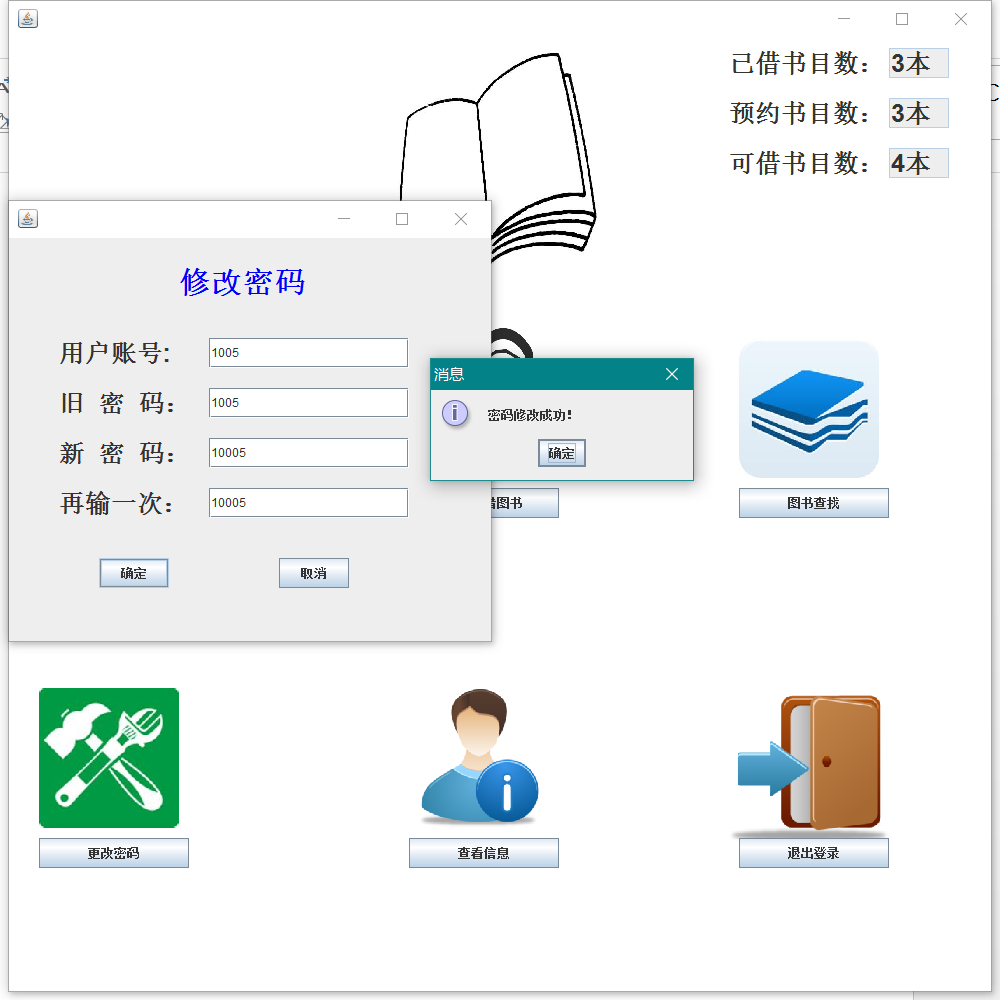 已借书目数： 3本
预约书目数： 3本
可借书目数： 4本
修改密码
用户账号: 1005
旧 密 码： 1005
新 密 码： 10005
再输一次： 10005
确定 取消
消息
密码修改成功!
确定
图书
图书查找
更改密码
查看信息
退出登录